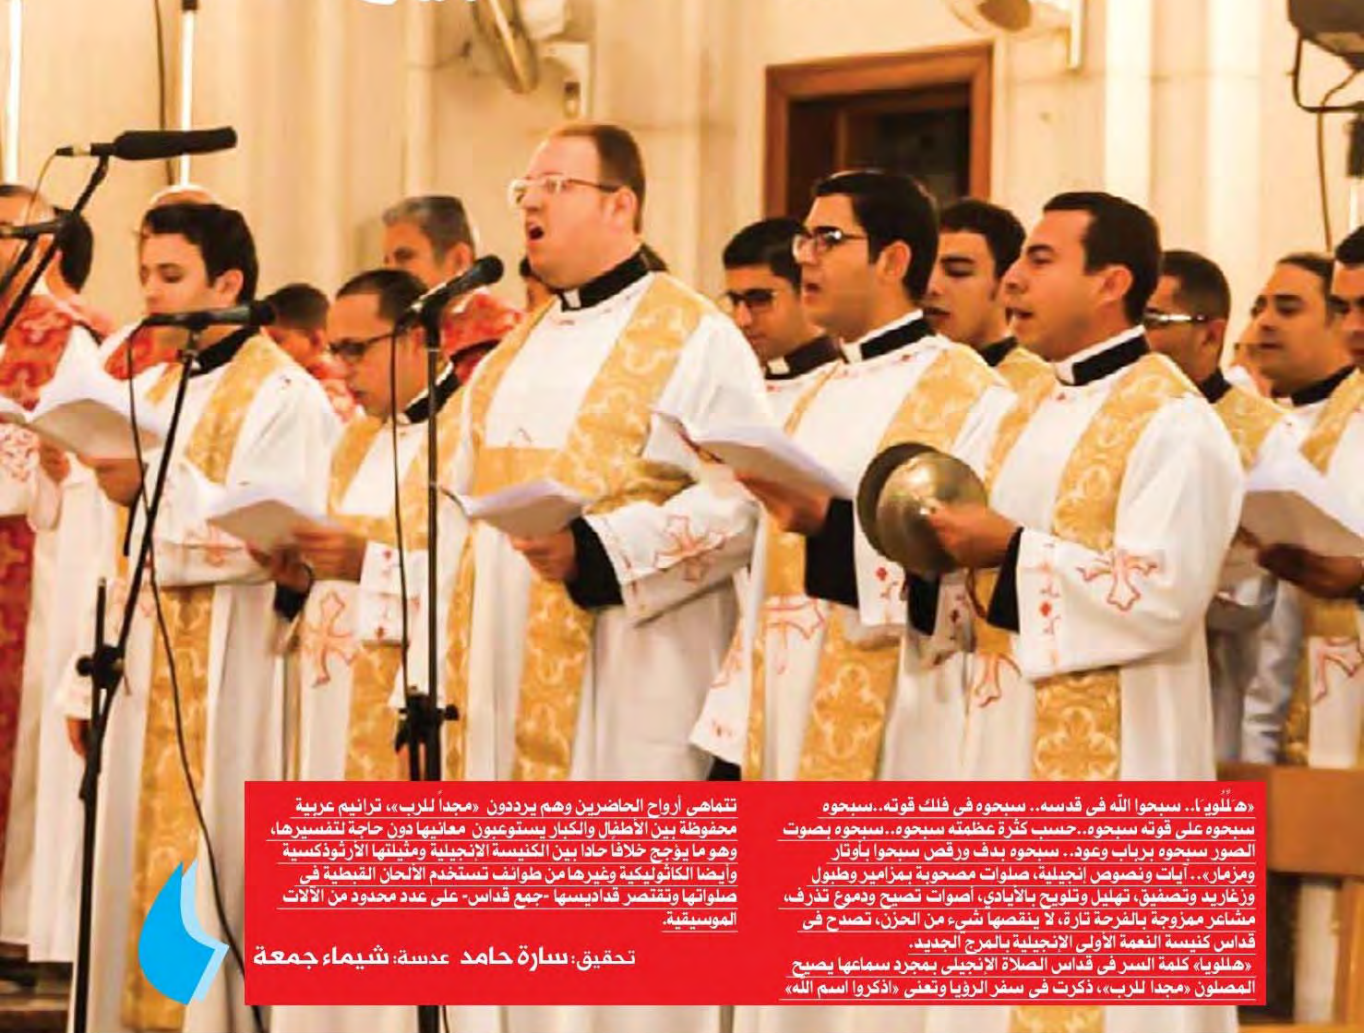 «هَلِّلُويَا.. سبحوا الله فى قدسه.. سبحوه فى فلك قوته..سبحوه
سبحوه على قوته سبحوه..حسب كثرة عظمته سبحوه..سبحوه بصوت
الصور سبحوه برباب وعود.. سبحوه بدف ورقص سبحوا بأوتار
ومزمار»..آيات ونصوص إنجيلية، صلوات مصحوبة بمزامير وطبول
وزغاريد وتصفيق، تهليل وتلويح بالأيادي، أصوات تصيح ودموع تذرف،
مشاعر ممزوجة بالفرحة تارة، لا ينقصها شيء من الحزن، تصدح فى
قداس كنيسة النعمة الأولى الانجيلية بالمرج الجديد.
«هللويا» كلمة السر فى قداس الصلاة الإنجيلى بمجرد سماعها يصيح
المصلون «مجدا للرب»، ذكرت فى سفر الرؤيا وتعنى «اذكروا اسم الله»
تتماهى أرواح الحاضرين وهم يرددون «مجداً للرب»، ترانيم عربية
محفوظة بين الأطفال والكبار يستوعبون معانيها دون حاجة لتفسيرها،
وهو ما يؤجج خلافا حادا بين الكنيسة الإنجيلية ومثيلتها الأرثوذكسية
وأيضا الكاثوليكية وغيرها من طوائف تستخدم الألحان القبطية فى
صلواتها وتقتصر قداديسها -جمع قداس- على عدد محدود من الآلات
الموسيقية.
تحقيق: سارة حامد عدسة: شيماء جمعة